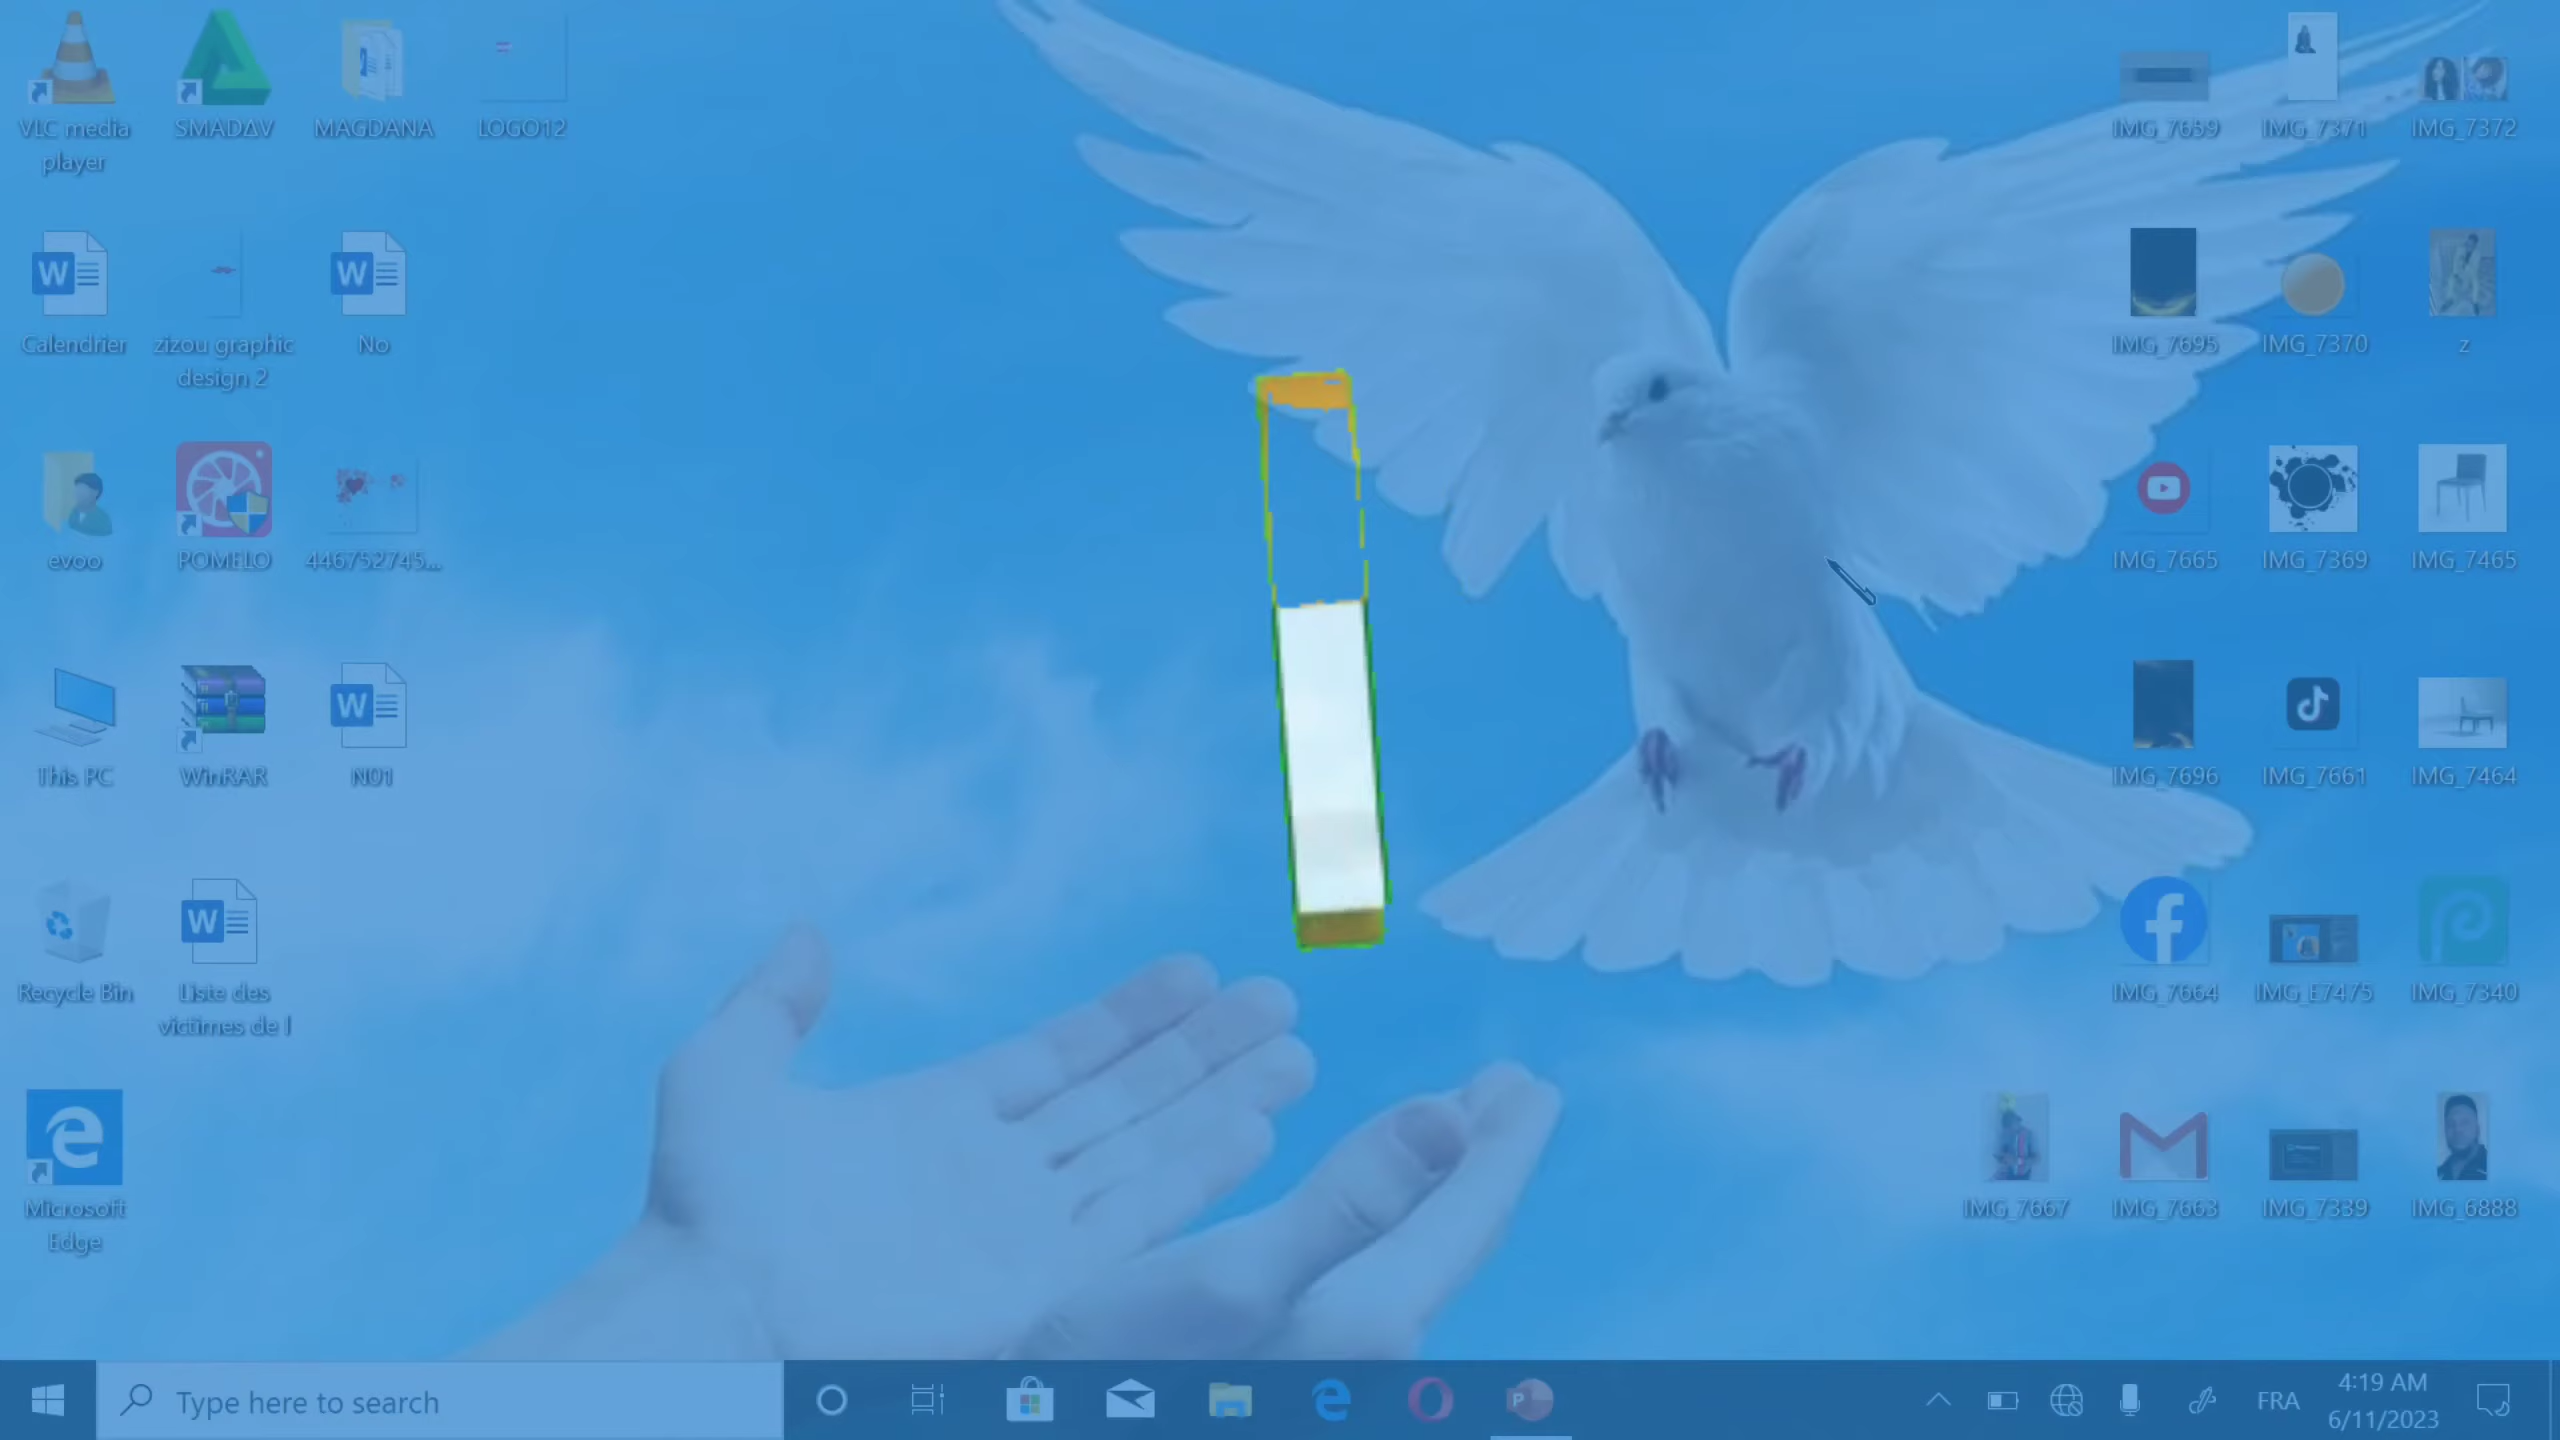 VLC media
player
SMADΔV
MAGDANA
LOGO12
IMG_7659
IMG_7371
IMG_7372
Calendrier
zizou graphic
design 2
No
IMG_7695
IMG_7370
z
evoo
POMELO
446752745...
IMG_7665
IMG_7369
IMG_7465
This PC
WinRAR
N01
IMG_7696
IMG_7661
IMG_7464
Recycle Bin
Liste des
victimes de l
IMG_7664
IMG_E7475
IMG_7340
Microsoft
Edge
IMG_7667
IMG_7663
IMG_7339
IMG_6888
Type here to search
FRA
4:19 AM
6/11/2023